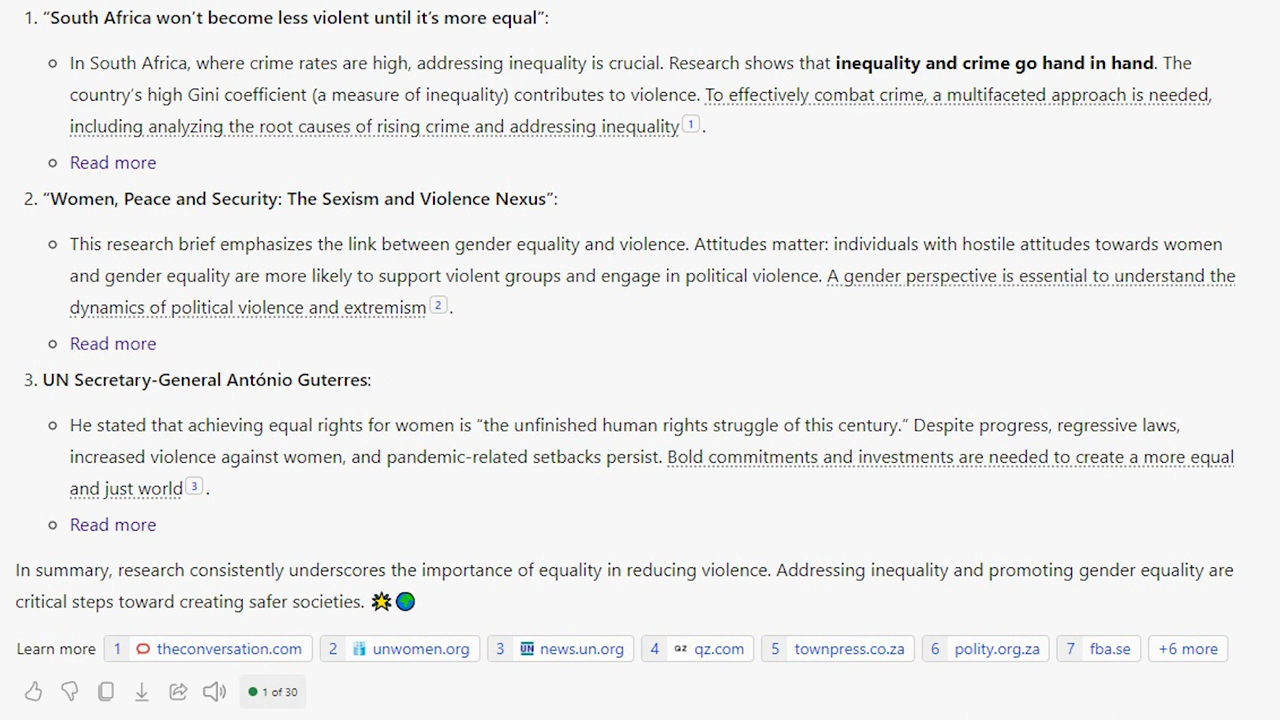 1. “South Africa won’t become less violent until it’s more equal”:
In South Africa, where crime rates are high, addressing inequality is crucial. Research shows that inequality and crime go hand in hand. The
country’s high Gini coefficient (a measure of inequality) contributes to violence. To effectively combat crime, a multifaceted approach is needed,
including analyzing the root causes of rising crime and addressing inequality 1 .
Read more
2. “Women, Peace and Security: The Sexism and Violence Nexus”:
This research brief emphasizes the link between gender equality and violence. Attitudes matter: individuals with hostile attitudes towards women
and gender equality are more likely to support violent groups and engage in political violence. A gender perspective is essential to understand the
dynamics of political violence and extremism 2 .
Read more
3. UN Secretary-General António Guterres:
He stated that achieving equal rights for women is “the unfinished human rights struggle of this century.” Despite progress, regressive laws,
increased violence against women, and pandemic-related setbacks persist. Bold commitments and investments are needed to create a more equal
and just world 3 .
Read more
In summary, research consistently underscores the importance of equality in reducing violence. Addressing inequality and promoting gender equality are
critical steps toward creating safer societies.
Learn more 1 theconversation.com 2 unwomen.org 3 UN news.un.org 4 QZ qz.com 5 townpress.co.za 6 polity.org.za 7 fba.se +6 more
1 of 30